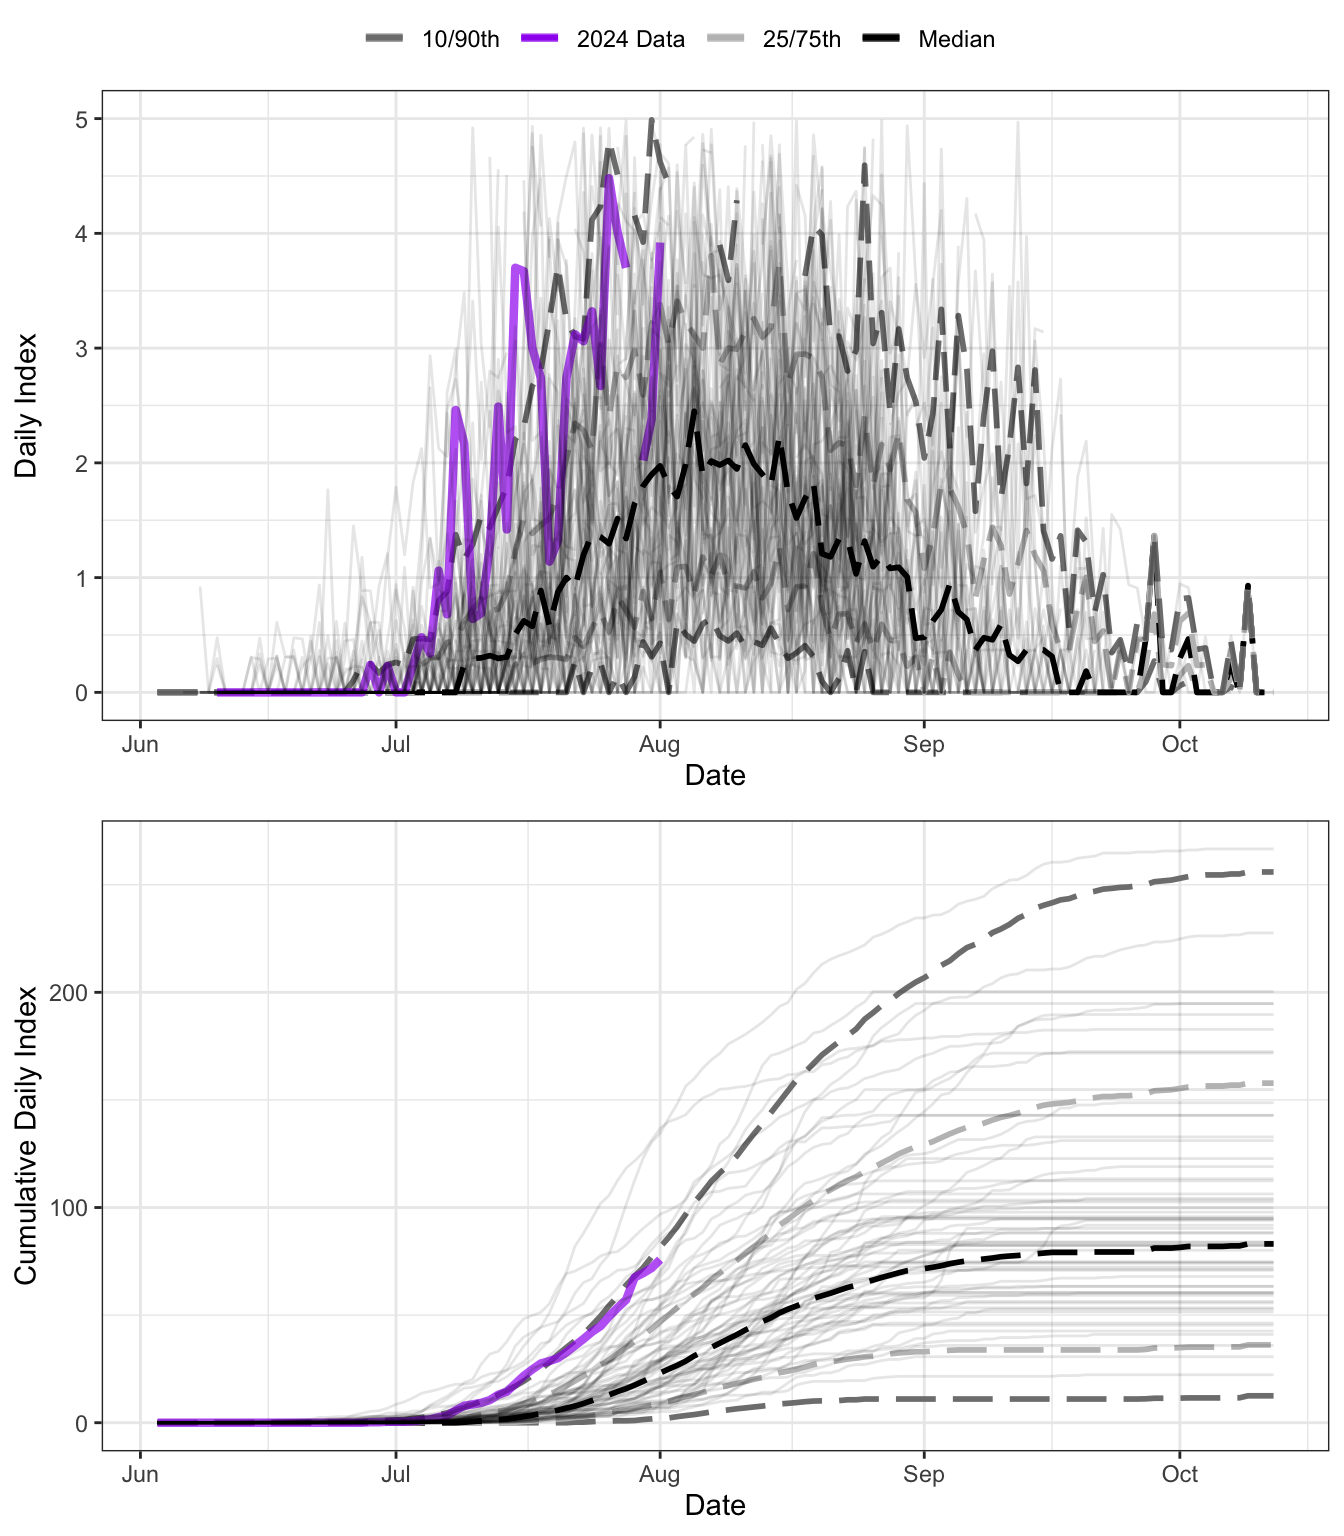 10/90th 2024 Data 25/75th Median
5
4
3
2
1
0
Daily Index
Jun Jul Aug Sep Oct
Date
200
100
0
Cumulative Daily Index
Jun Jul Aug Sep Oct
Date